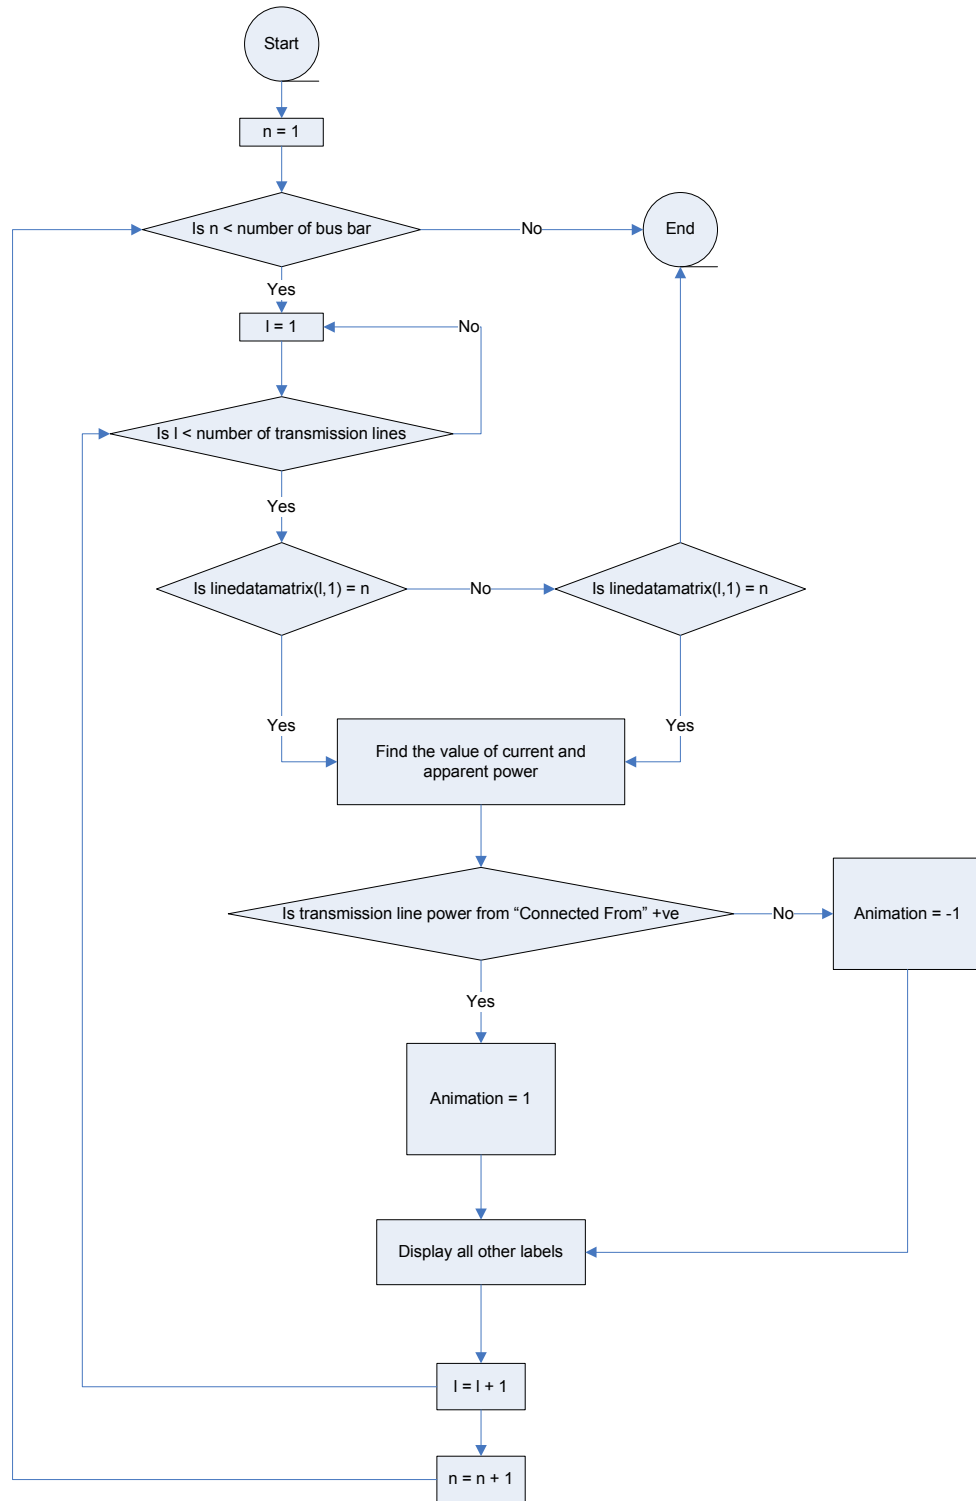 Start
n = 1
Is n < number of bus bar
No
End
Yes
l = 1
No
Is l < number of transmission lines
Yes
Is linedatamatrix(l,1) = n
No
Is linedatamatrix(l,1) = n
Yes
Yes
Find the value of current and
apparent power
Is transmission line power from “Connected From” +ve
No
Animation = -1
Yes
Animation = 1
Display all other labels
l = l + 1
n = n + 1